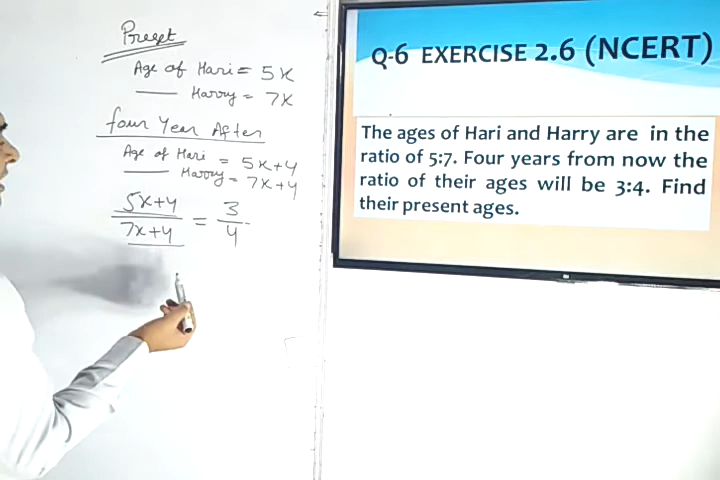 Preset
Age of Hari = 5x
—— Harry = 7x
four Year After
Age of Hari = 5x+4
—— Harry = 7x+4
5x+4 / 7x+4 = 3 / 4
Q-6 EXERCISE 2.6 (NCERT)
The ages of Hari and Harry are in the
ratio of 5:7. Four years from now the
ratio of their ages will be 3:4. Find
their present ages.